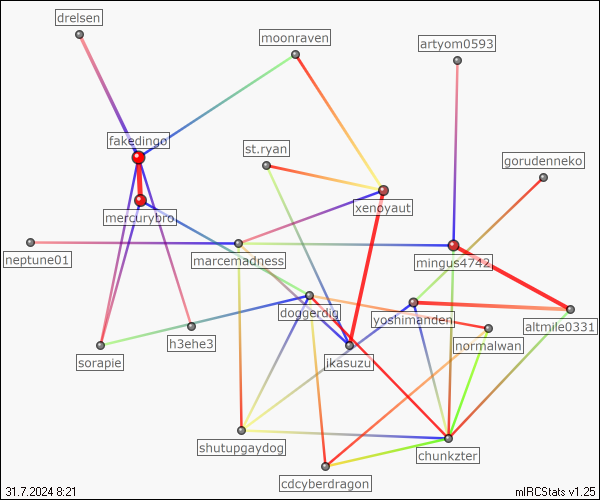 drelsen
moonraven
artyom0593
fakedingo
st.ryan
gorudenneko
mercurybro
xenoyaut
neptune01
marcemadness
mingus4742
doggerdig
yoshimanden
altmile0331
h3ehe3
normalwan
sorapie
ikasuzu
shutupgaydog
chunkzter
cdcyberdragon
31.7.2024 8:21
mIRCStats v1.25